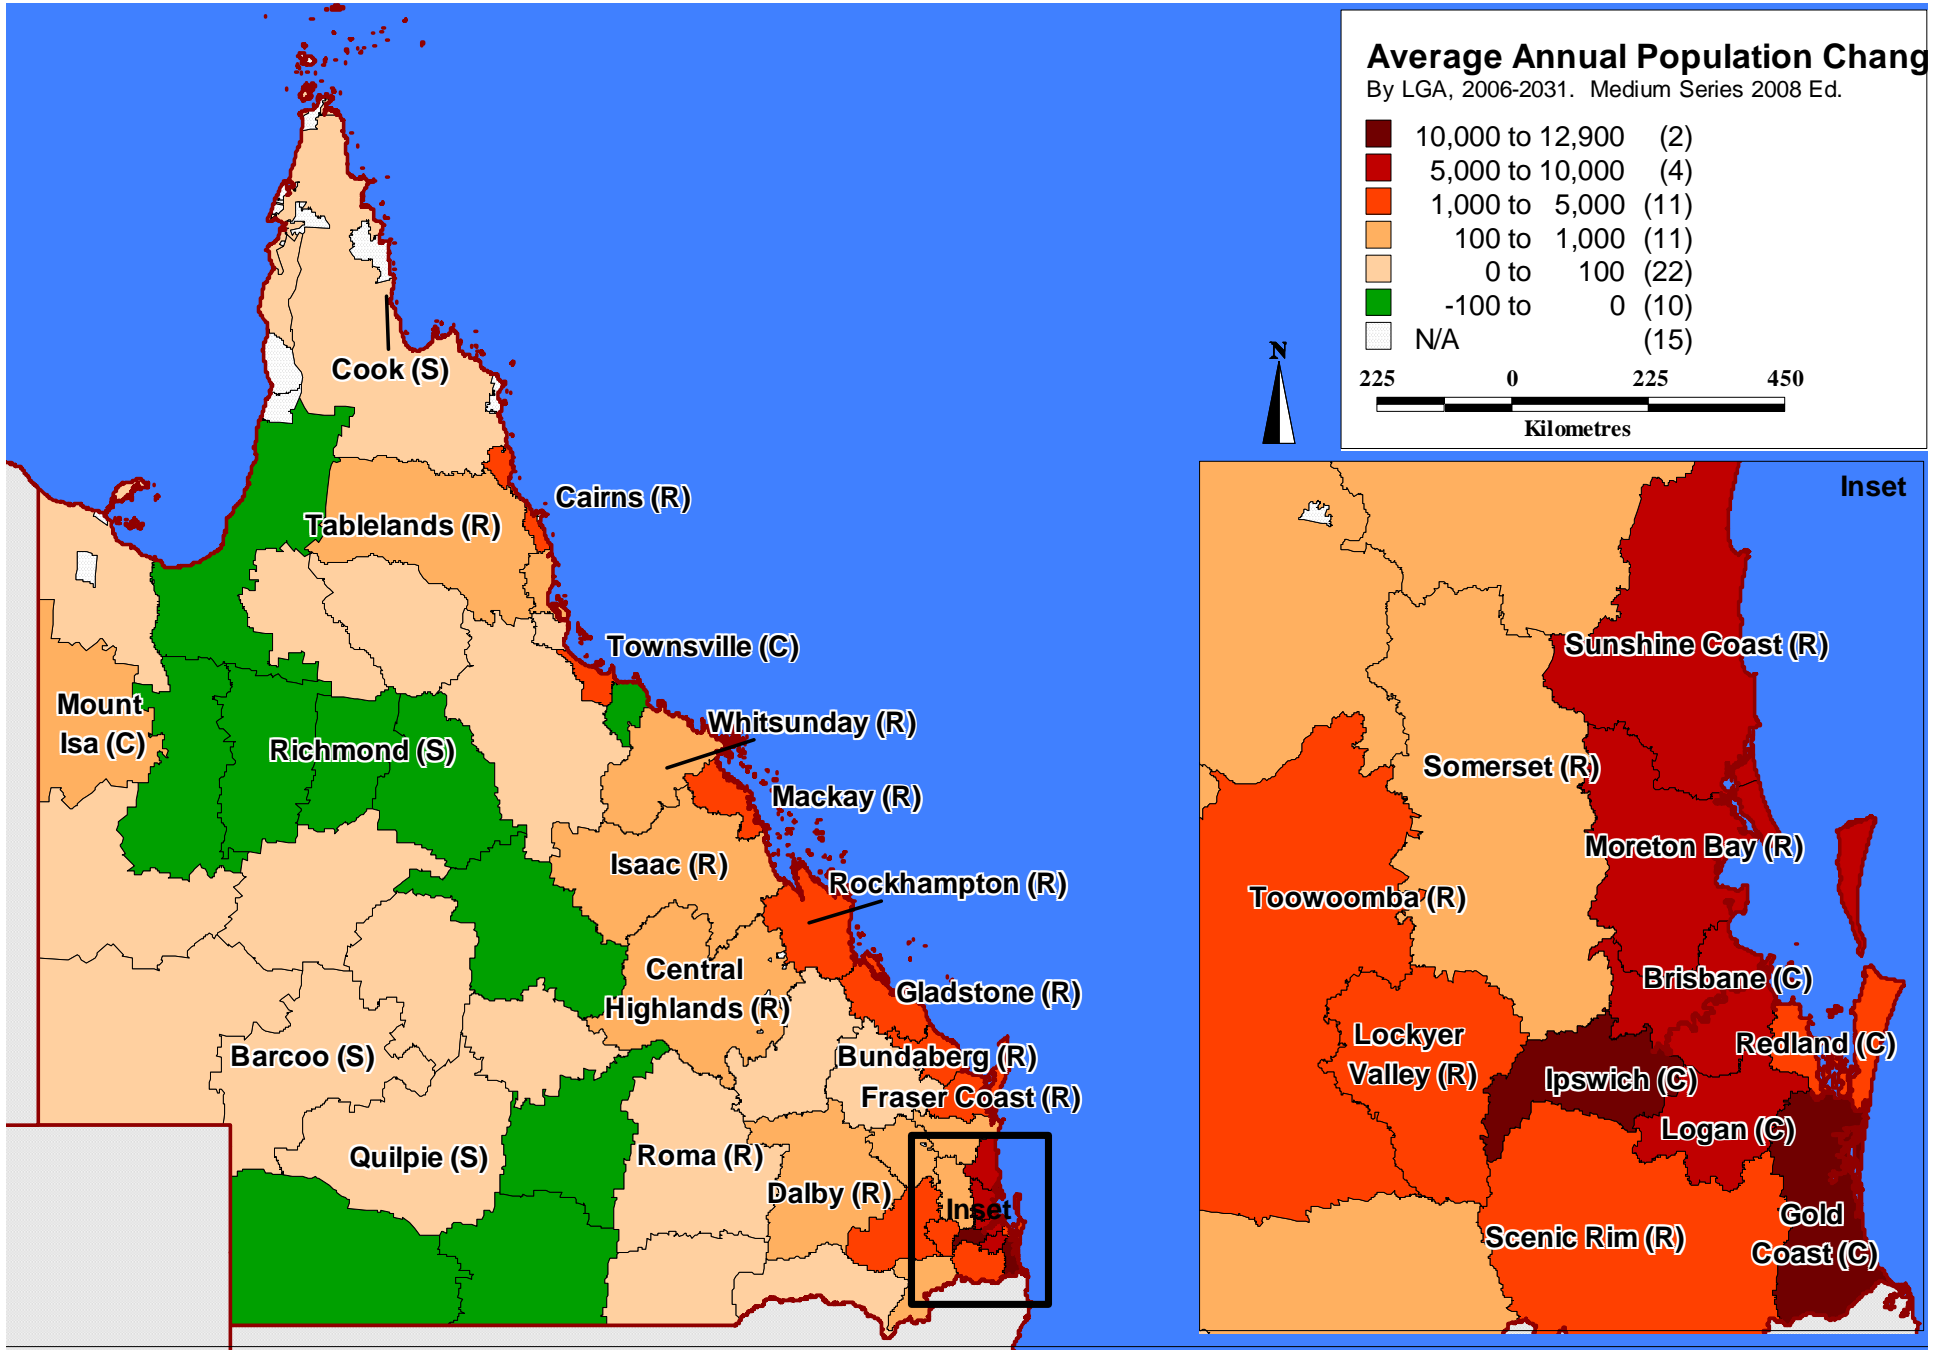 Average Annual Population Chang
By LGA, 2006-2031. Medium Series 2008 Ed.
10,000 to 12,900 (2)
5,000 to 10,000 (4)
1,000 to 5,000 (11)
100 to 1,000 (11)
0 to 100 (22)
-100 to 0 (10)
N/A (15)
225 0 225 450
Kilometres
N
Cook (S)
Cairns (R)
Tablelands (R)
Townsville (C)
Mount
Isa (C)
Richmond (S)
Whitsunday (R)
Mackay (R)
Isaac (R)
Rockhampton (R)
Central
Highlands (R)
Gladstone (R)
Barcoo (S)
Bundaberg (R)
Fraser Coast (R)
Quilpie (S)
Roma (R)
Dalby (R)
Inset
Inset
Sunshine Coast (R)
Somerset (R)
Moreton Bay (R)
Toowoomba (R)
Brisbane (C)
Lockyer
Valley (R)
Redland (C)
Ipswich (C)
Logan (C)
Scenic Rim (R)
Gold
Coast (C)